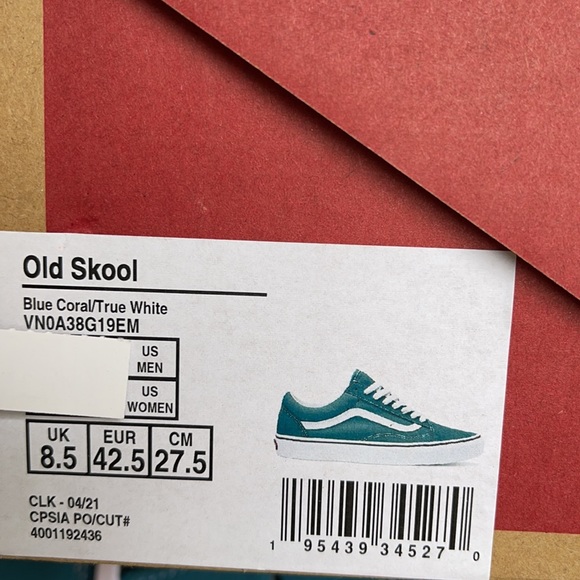 Old Skool
Blue Coral/True White
VN0A38G19EM
US
MEN
US
WOMEN
UK EUR CM
8.5 42.5 27.5
CLK - 04/21
CPSIA PO/CUT#
4001192436
1 95439 34527 0